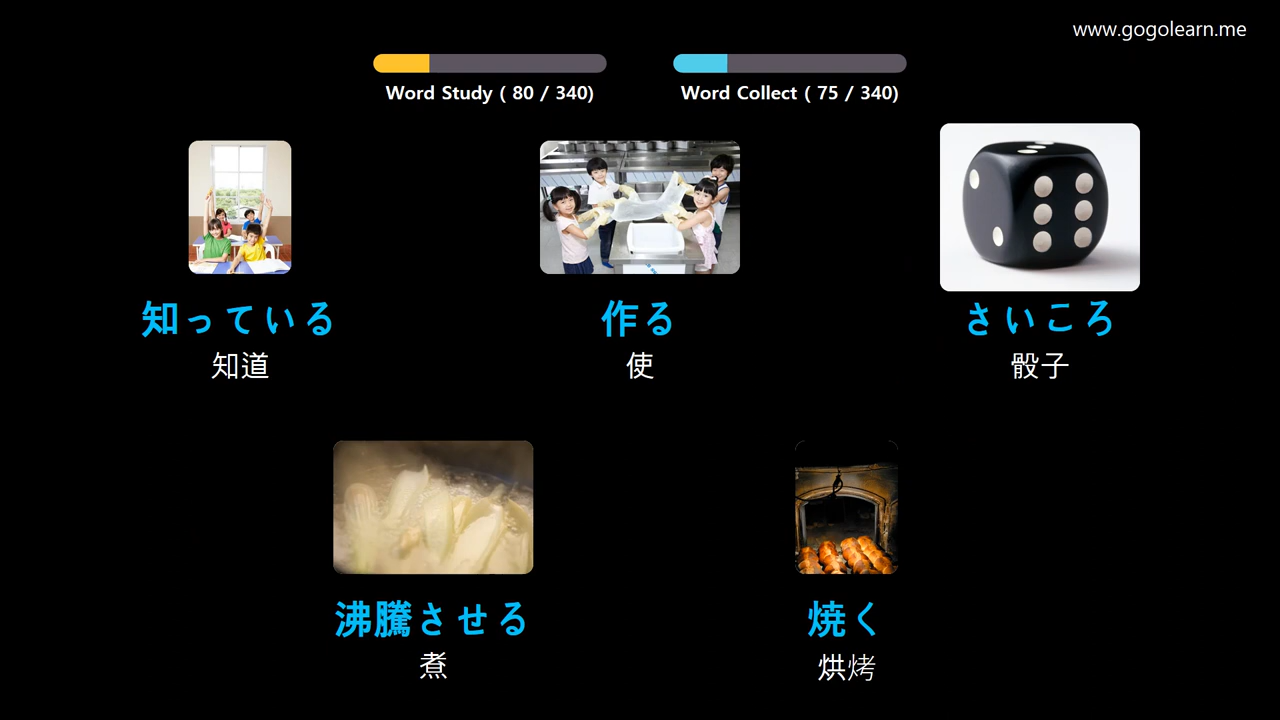 www.gogolearn.me
Word Study ( 80 / 340)
Word Collect ( 75 / 340)
知っている
知道
作る
使
さいころ
骰子
沸騰させる
煮
焼く
烘烤